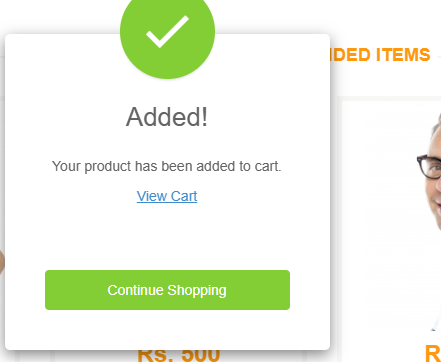 DED ITEMS
Added!
Your product has been added to cart.
View Cart
Continue Shopping
Rs. 500
R